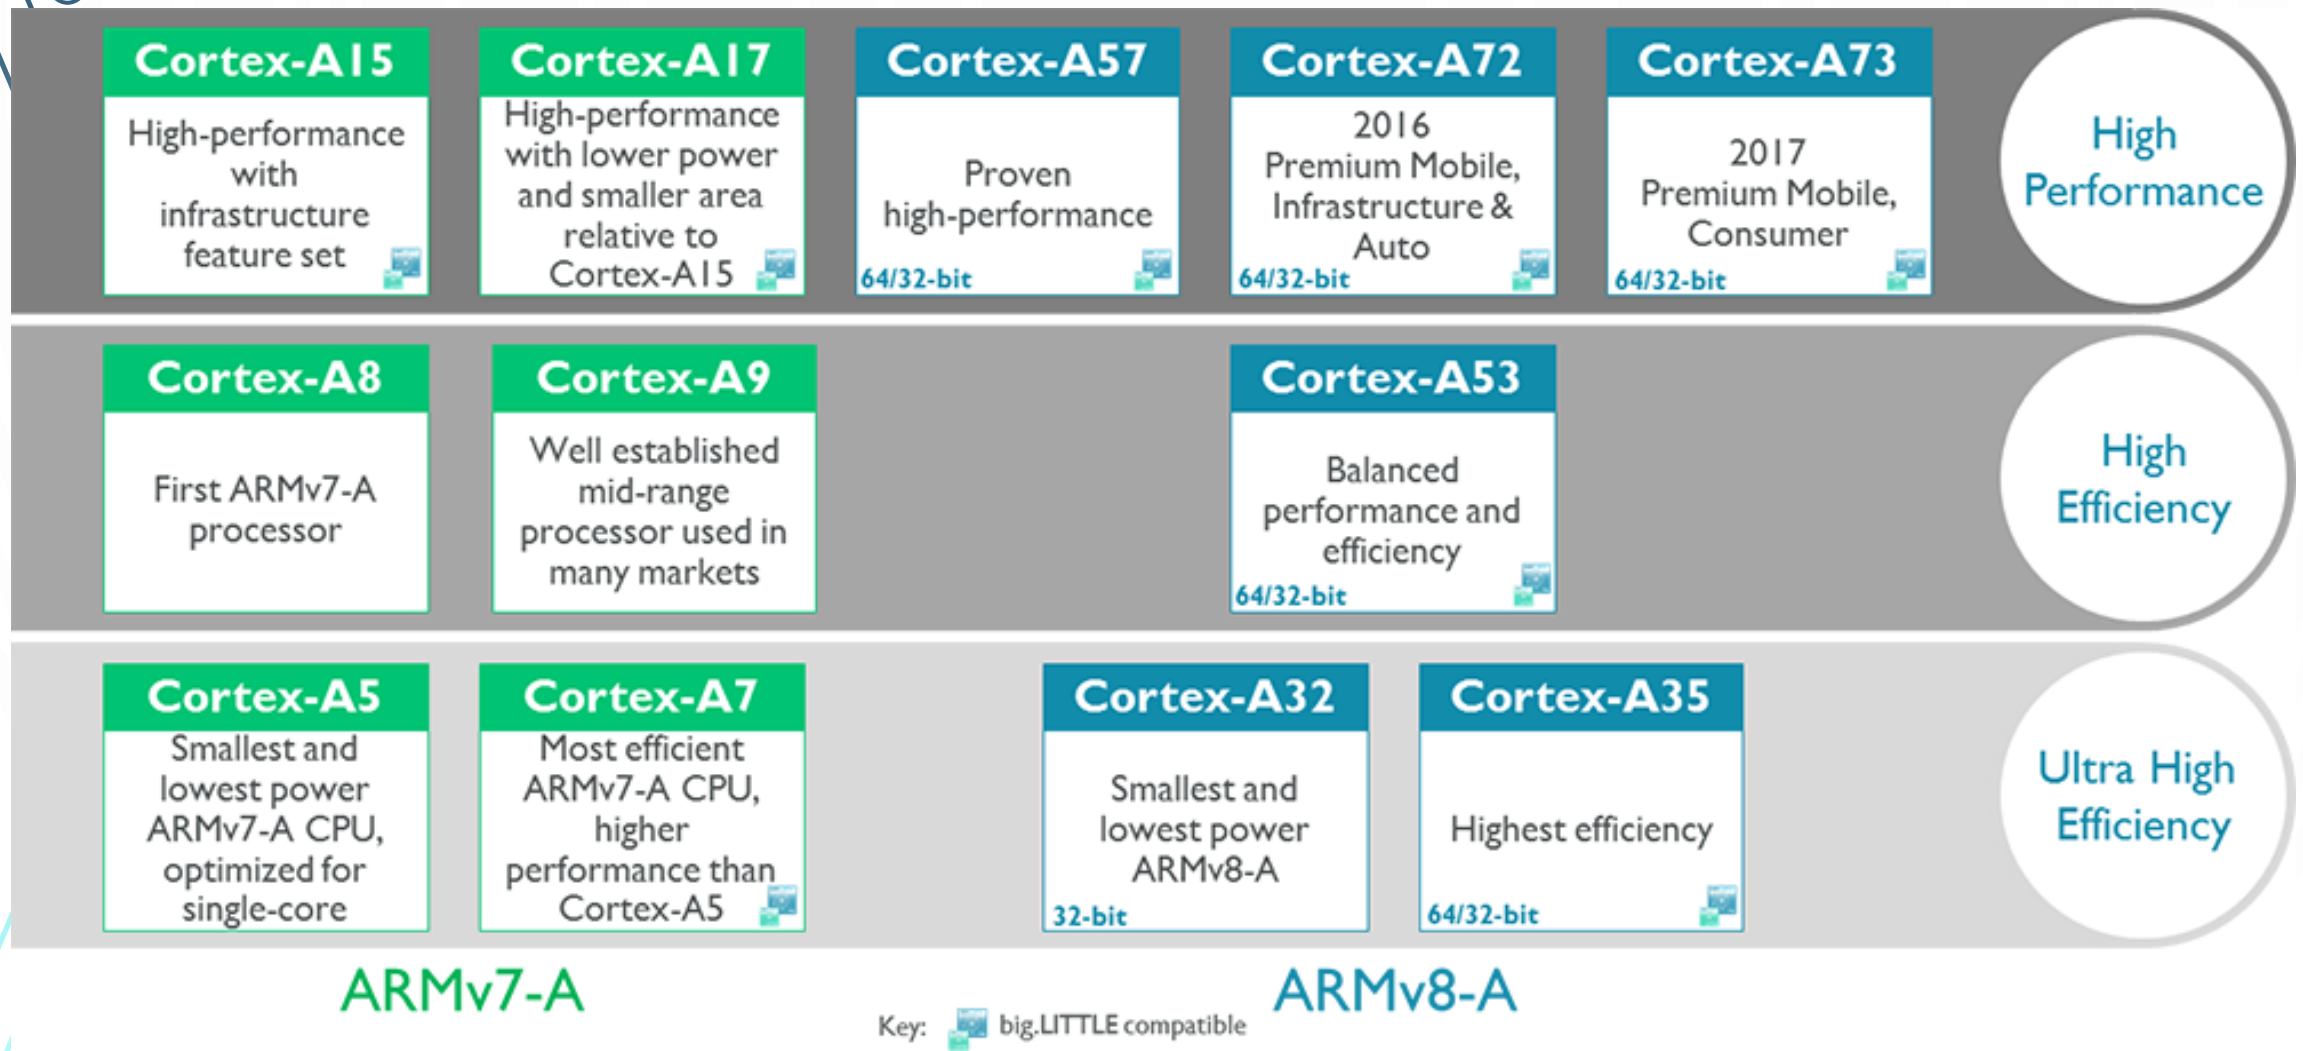 Cortex-A15
High-performance
with
infrastructure
feature set
Cortex-A17
High-performance
with lower power
and smaller area
relative to
Cortex-A15
Cortex-A57
Proven
high-performance
64/32-bit
Cortex-A72
2016
Premium Mobile,
Infrastructure &
Auto
64/32-bit
Cortex-A73
2017
Premium Mobile,
Consumer
64/32-bit
High
Performance
Cortex-A8
First ARMv7-A
processor
Cortex-A9
Well established
mid-range
processor used in
many markets
Cortex-A53
Balanced
performance and
efficiency
64/32-bit
High
Efficiency
Cortex-A5
Smallest and
lowest power
ARMv7-A CPU,
optimized for
single-core
Cortex-A7
Most efficient
ARMv7-A CPU,
higher
performance than
Cortex-A5
Cortex-A32
Smallest and
lowest power
ARMv8-A
32-bit
Cortex-A35
Highest efficiency
64/32-bit
Ultra High
Efficiency
ARMv7-A
ARMv8-A
Key: big.LITTLE compatible